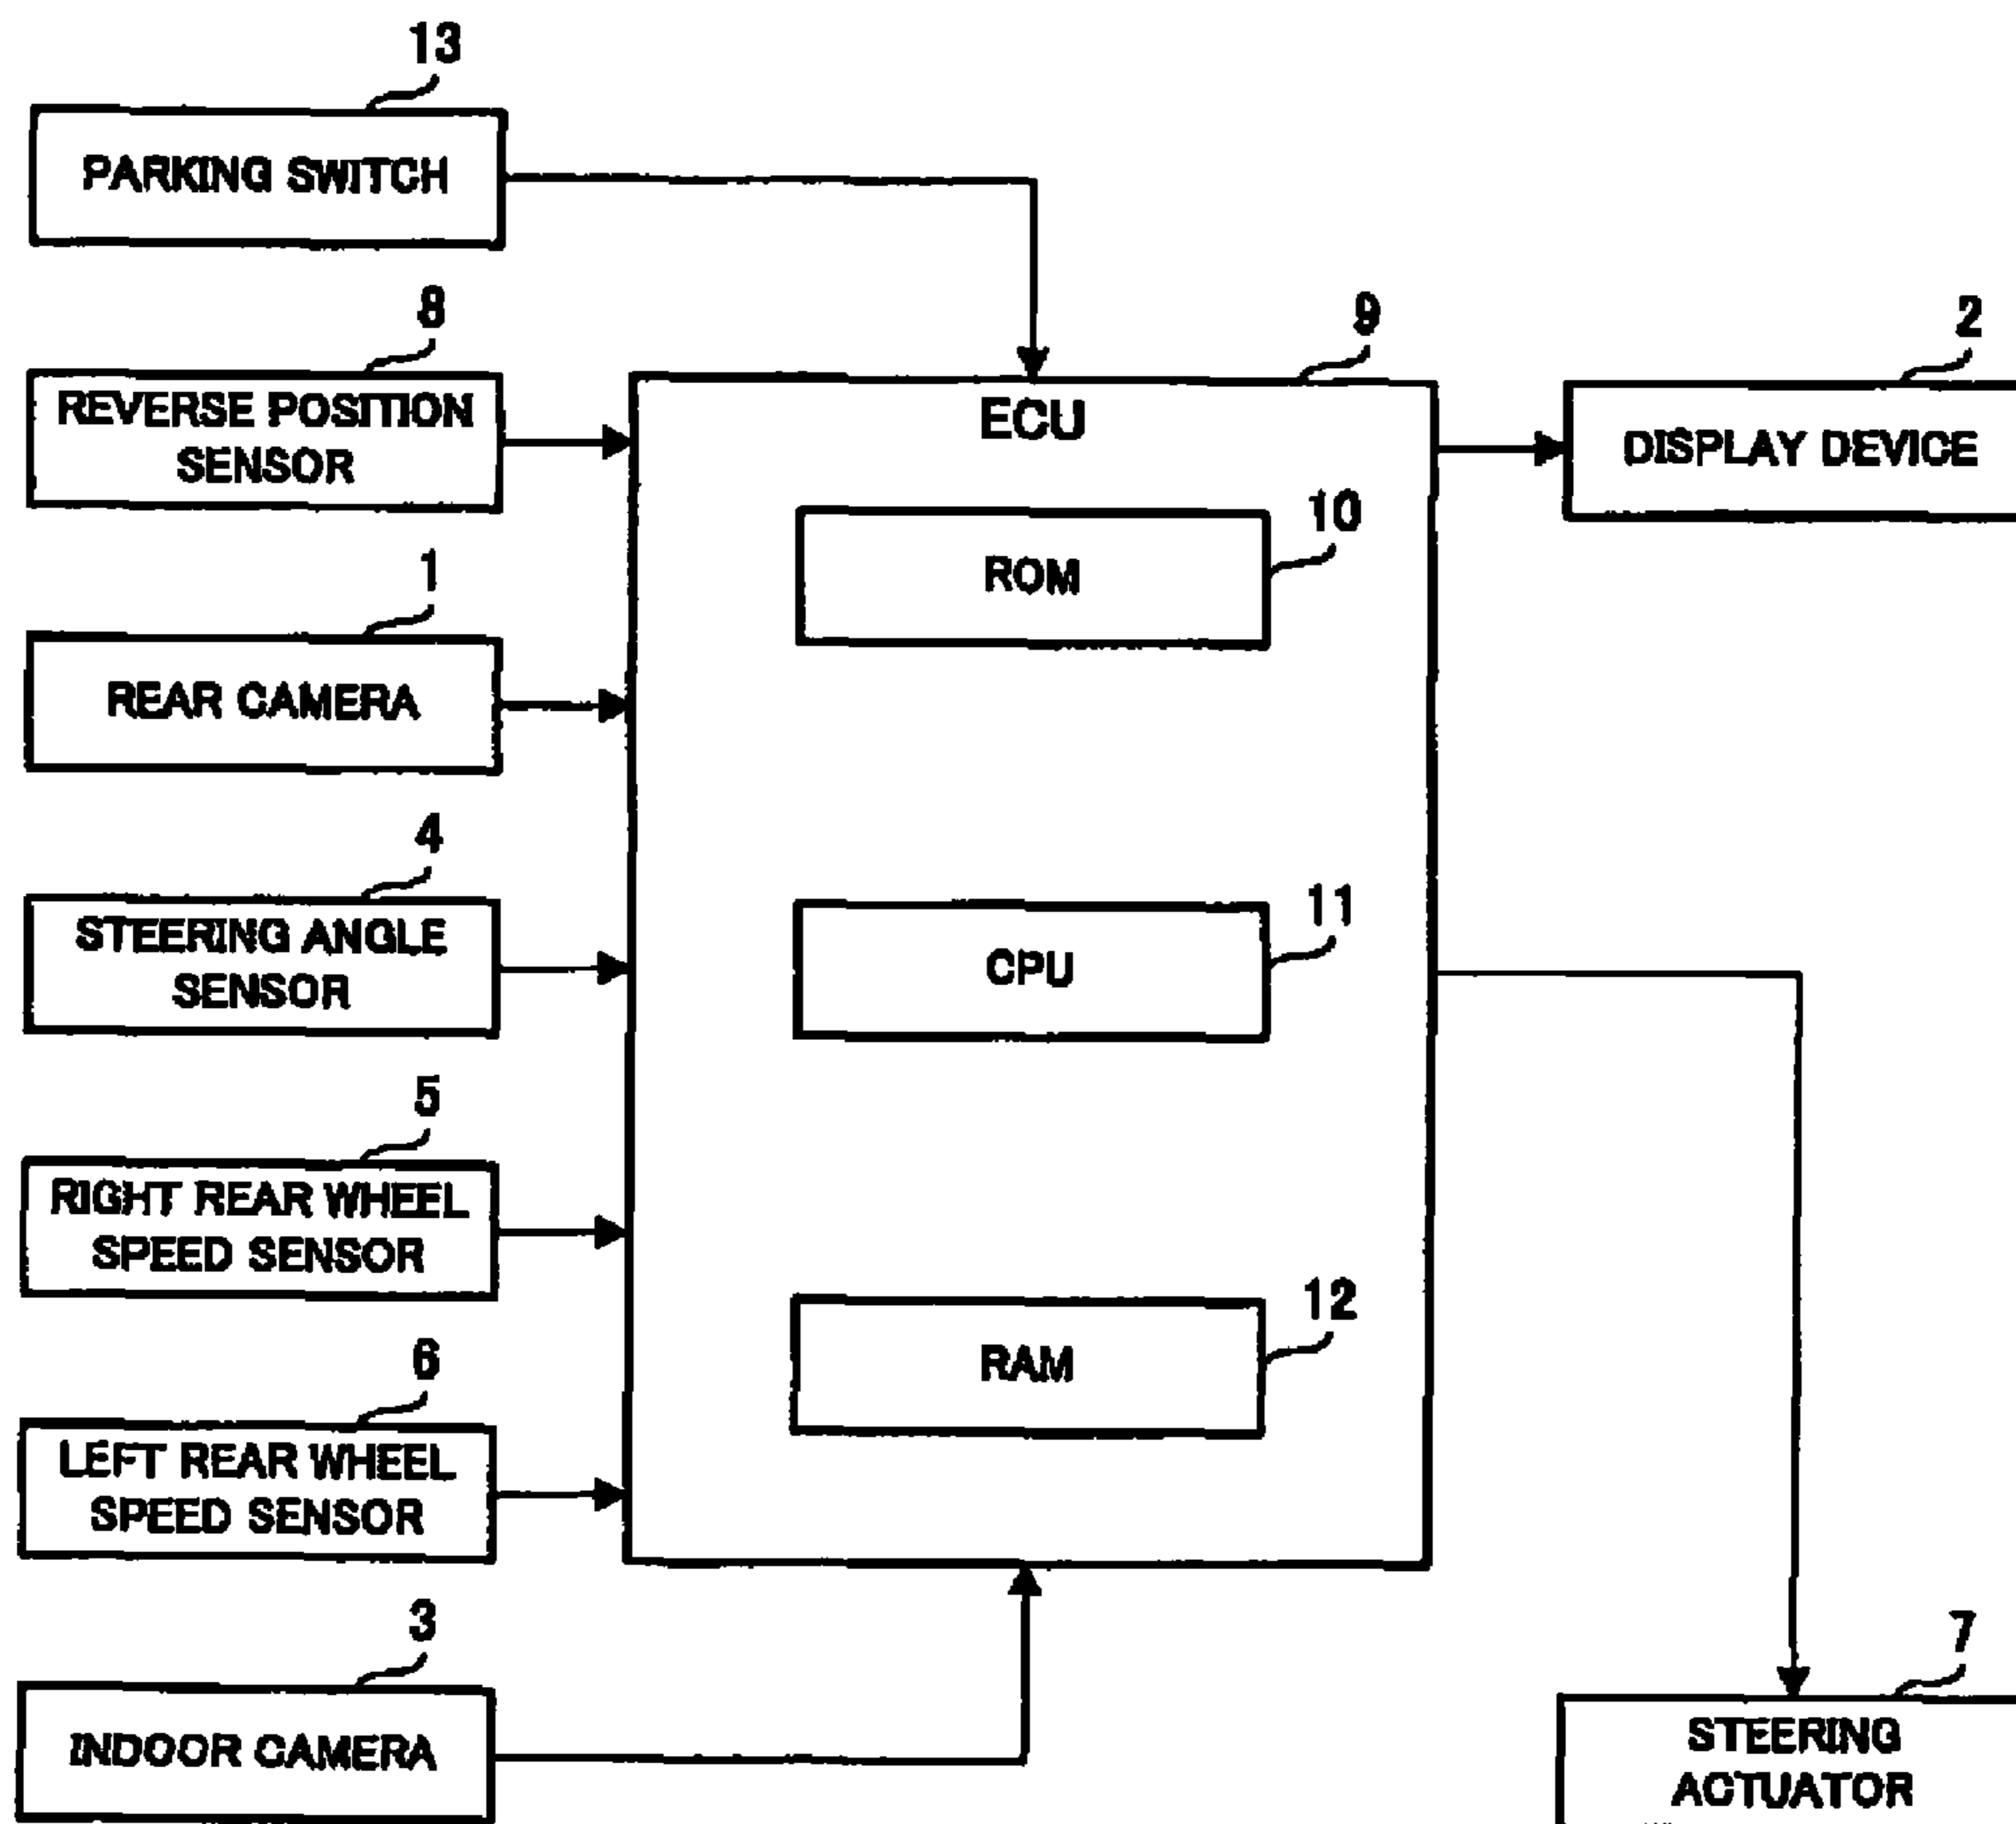 13
PARKING SWITCH
8
REVERSE POSITION
SENSOR
1
REAR CAMERA
4
STEERING ANGLE
SENSOR
5
RIGHT REAR WHEEL
SPEED SENSOR
6
LEFT REAR WHEEL
SPEED SENSOR
3
INDOOR CAMERA
9
ECU
10
ROM
11
CPU
12
RAM
2
DISPLAY DEVICE
7
STEERING
ACTUATOR